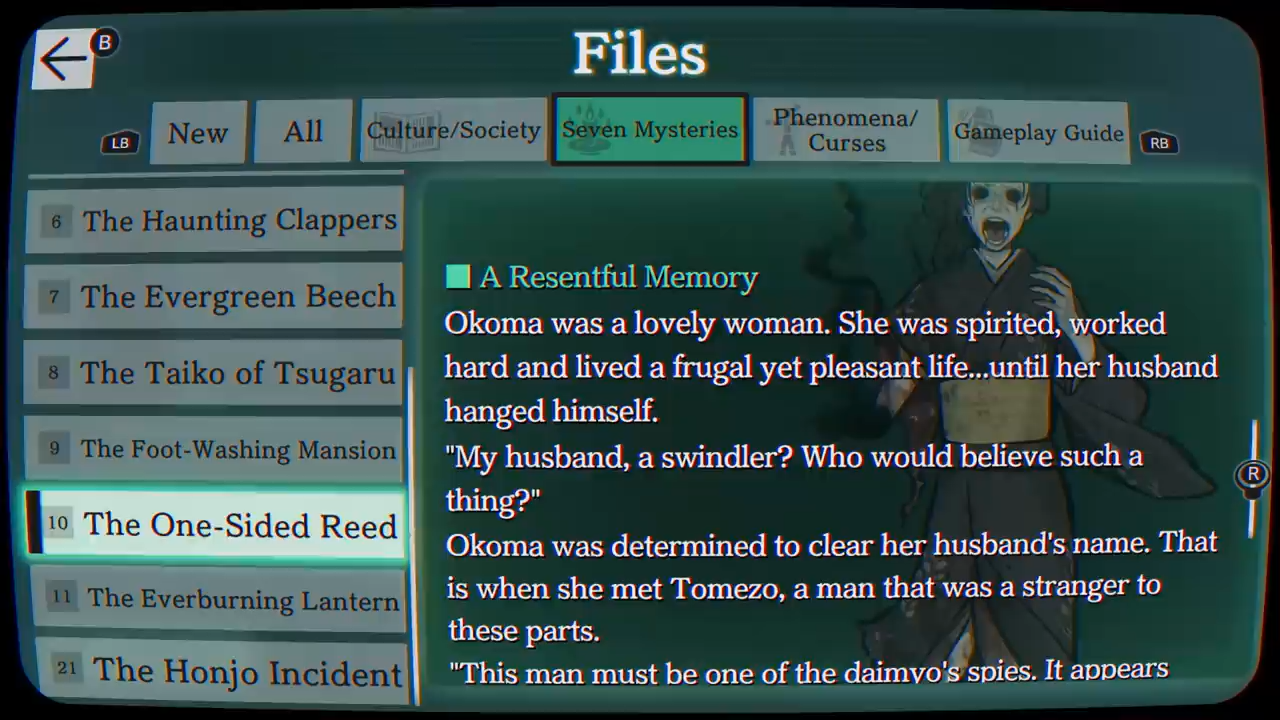 B
Files
LB
New
All
Culture/Society
Seven Mysteries
Phenomena/
Curses
Gameplay Guide
RB
6 The Haunting Clappers
7 The Evergreen Beech
8 The Taiko of Tsugaru
9 The Foot-Washing Mansion
10 The One-Sided Reed
11 The Everburning Lantern
21 The Honjo Incident
A Resentful Memory
Okoma was a lovely woman. She was spirited, worked
hard and lived a frugal yet pleasant life...until her husband
hanged himself.
"My husband, a swindler? Who would believe such a
thing?"
Okoma was determined to clear her husband's name. That
is when she met Tomezo, a man that was a stranger to
these parts.
"This man must be one of the daimyo's spies. It appears
R